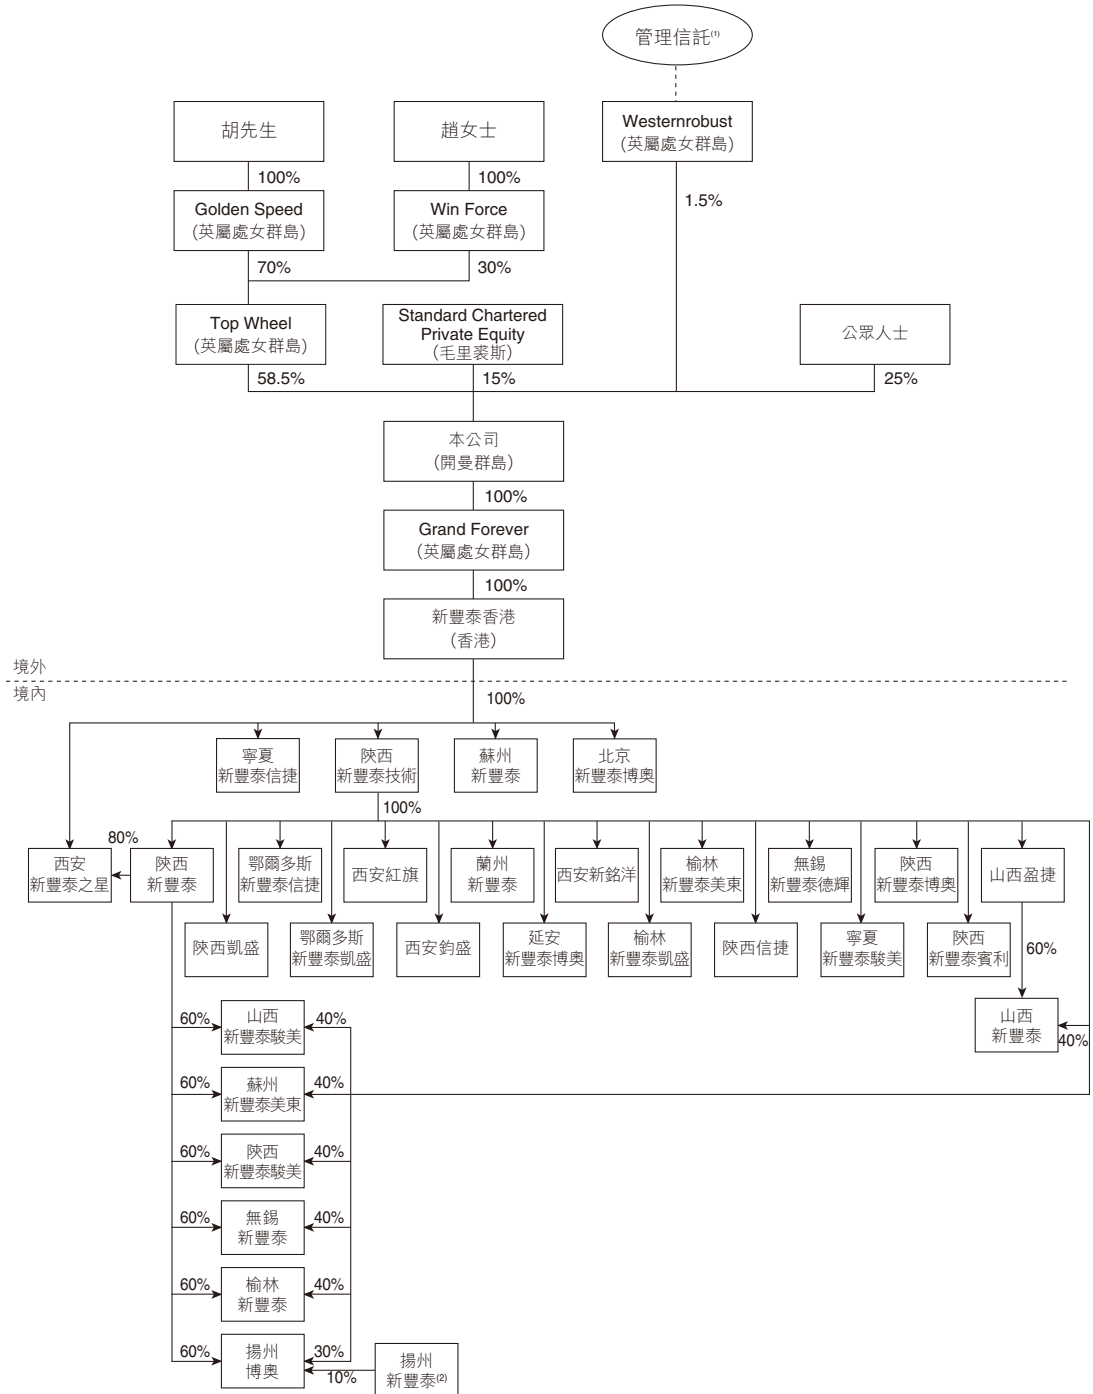 管理信託(1)
胡先生
趙女士
Westernrobust
(英屬處女群島)
100%
100%
1.5%
Golden Speed
(英屬處女群島)
Win Force
(英屬處女群島)
70%
30%
Top Wheel
(英屬處女群島)
Standard Chartered
Private Equity
(毛里裘斯)
公眾人士
58.5%
15%
25%
本公司
(開曼群島)
100%
Grand Forever
(英屬處女群島)
100%
新豐泰香港
(香港)
境外
境內
100%
寧夏
新豐泰信捷
陝西
新豐泰技術
蘇州
新豐泰
北京
新豐泰博奧
100%
80%
西安
新豐泰之星
陝西
新豐泰
鄂爾多斯
新豐泰信捷
西安紅旗
蘭州
新豐泰
西安新銘洋
榆林
新豐泰美東
無錫
新豐泰德輝
陝西
新豐泰博奧
山西盈捷
陝西凱盛
鄂爾多斯
新豐泰凱盛
西安鈞盛
延安
新豐泰博奧
榆林
新豐泰凱盛
陝西信捷
寧夏
新豐泰駿美
陝西
新豐泰賓利
60%
山西
新豐泰
40%
60%
山西
新豐泰駿美
40%
60%
蘇州
新豐泰美東
40%
60%
陝西
新豐泰駿美
40%
60%
無錫
新豐泰
40%
60%
榆林
新豐泰
40%
60%
揚州
博奧
30%
10%
揚州
新豐泰(2)